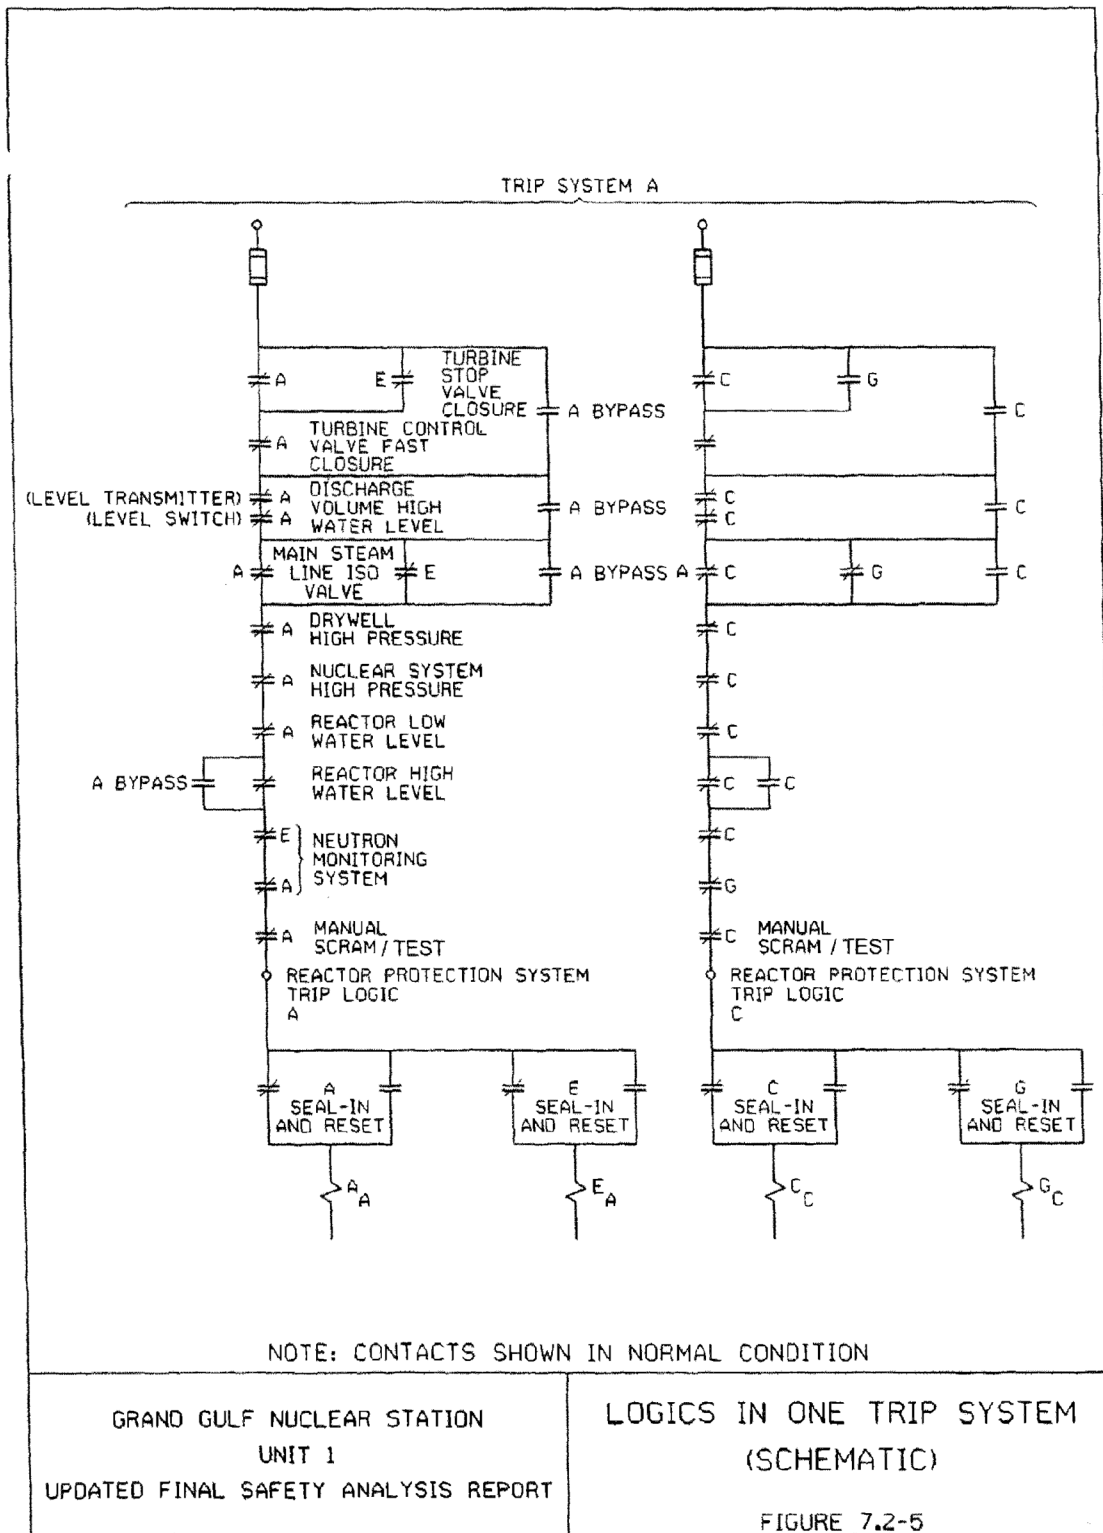 TRIP SYSTEM A
A
E
TURBINE
STOP
VALVE
CLOSURE
A BYPASS
A
TURBINE CONTROL
VALVE FAST
CLOSURE
(LEVEL TRANSMITTER)
A
(LEVEL SWITCH)
A
DISCHARGE
VOLUME HIGH
WATER LEVEL
A BYPASS
A
MAIN STEAM
LINE ISO
VALVE
E
A BYPASS
A
DRYWELL
HIGH PRESSURE
A
NUCLEAR SYSTEM
HIGH PRESSURE
A
REACTOR LOW
WATER LEVEL
A BYPASS
REACTOR HIGH
WATER LEVEL
E
A
NEUTRON
MONITORING
SYSTEM
A
MANUAL
SCRAM / TEST
REACTOR PROTECTION SYSTEM
TRIP LOGIC
A
A
SEAL-IN
AND RESET
E
SEAL-IN
AND RESET
A A
E A
C
G
C
C
C
C
A
C
G
C
C
C
C
C
C
C
G
C
MANUAL
SCRAM / TEST
REACTOR PROTECTION SYSTEM
TRIP LOGIC
C
C
SEAL-IN
AND RESET
G
SEAL-IN
AND RESET
C C
G C
NOTE: CONTACTS SHOWN IN NORMAL CONDITION
GRAND GULF NUCLEAR STATION
UNIT 1
UPDATED FINAL SAFETY ANALYSIS REPORT
LOGICS IN ONE TRIP SYSTEM
(SCHEMATIC)
FIGURE 7.2-5